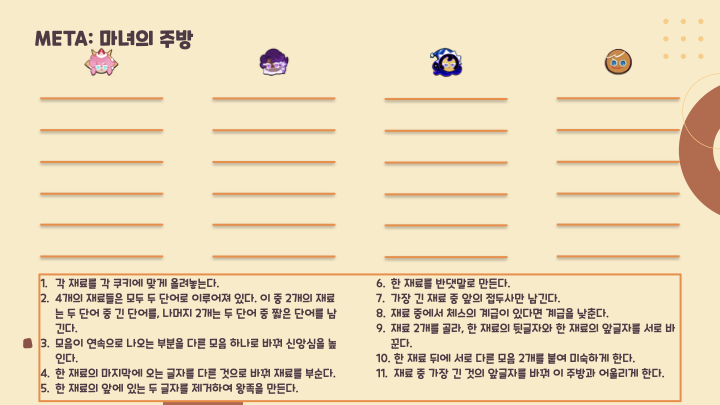 META: 마녀의 주방
1. 각 재료를 각 쿠키에 맞게 올려놓는다.
2. 4개의 재료들은 모두 두 단어로 이루어져 있다. 이 중 2개의 재료
는 두 단어 중 긴 단어를, 나머지 2개는 두 단어 중 짧은 단어를 남
긴다.
3. 모음이 연속으로 나오는 부분을 다른 모음 하나로 바꿔 신앙심을 높
인다.
4. 한 재료의 마지막에 오는 글자를 다른 것으로 바꿔 재료를 부순다.
5. 한 재료의 앞에 있는 두 글자를 제거하여 왕족을 만든다.
6. 한 재료를 반댓말로 만든다.
7. 가장 긴 재료 중 앞의 접두사만 남긴다.
8. 재료 중에서 체스의 계급이 있다면 계급을 낮춘다.
9. 재료 2개를 골라, 한 재료의 뒷글자와 한 재료의 앞글자를 서로 바
꾼다.
10. 한 재료 뒤에 서로 다른 모음 2개를 붙여 미숙하게 한다.
11. 재료 중 가장 긴 것의 앞글자를 바꿔 이 주방과 어울리게 한다.